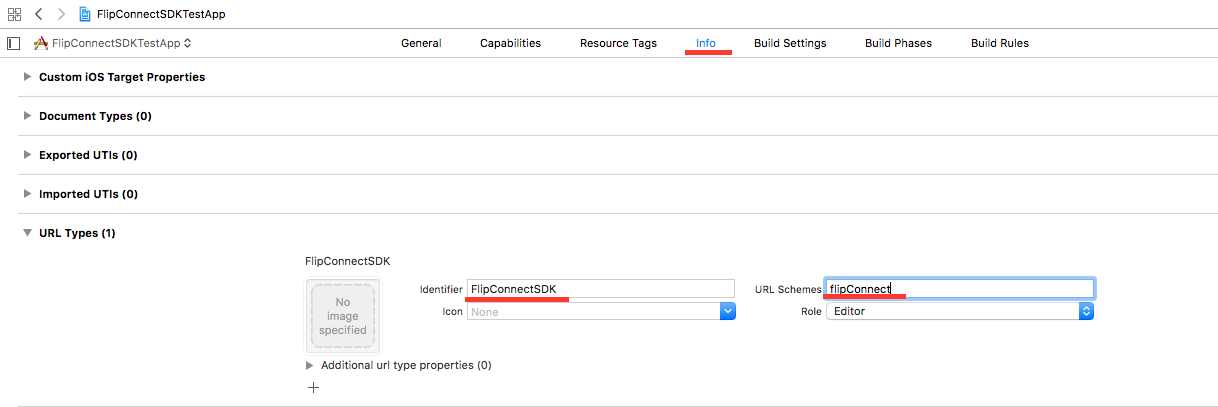 FlipConnectSDKTestApp
FlipConnectSDKTestApp General Capabilities Resource Tags Info Build Settings Build Phases Build Rules
Custom iOS Target Properties
Document Types (0)
Exported UTIs (0)
Imported UTIs (0)
URL Types (1)
FlipConnectSDK
No image specified
Identifier FlipConnectSDK URL Schemes flipConnect
Icon None Role Editor
Additional url type properties (0)